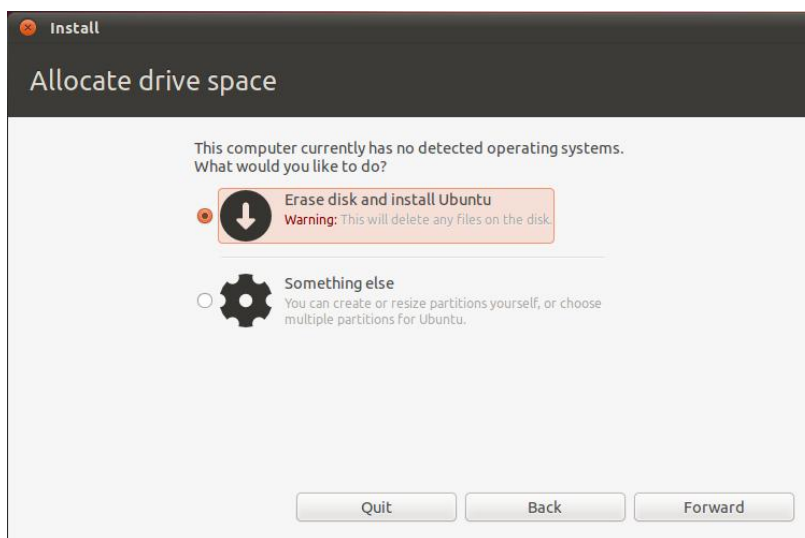 Install
Allocate drive space
This computer currently has no detected operating systems.
What would you like to do?
Erase disk and install Ubuntu
Warning: This will delete any files on the disk.
Something else
You can create or resize partitions yourself, or choose
multiple partitions for Ubuntu.
Quit Back Forward